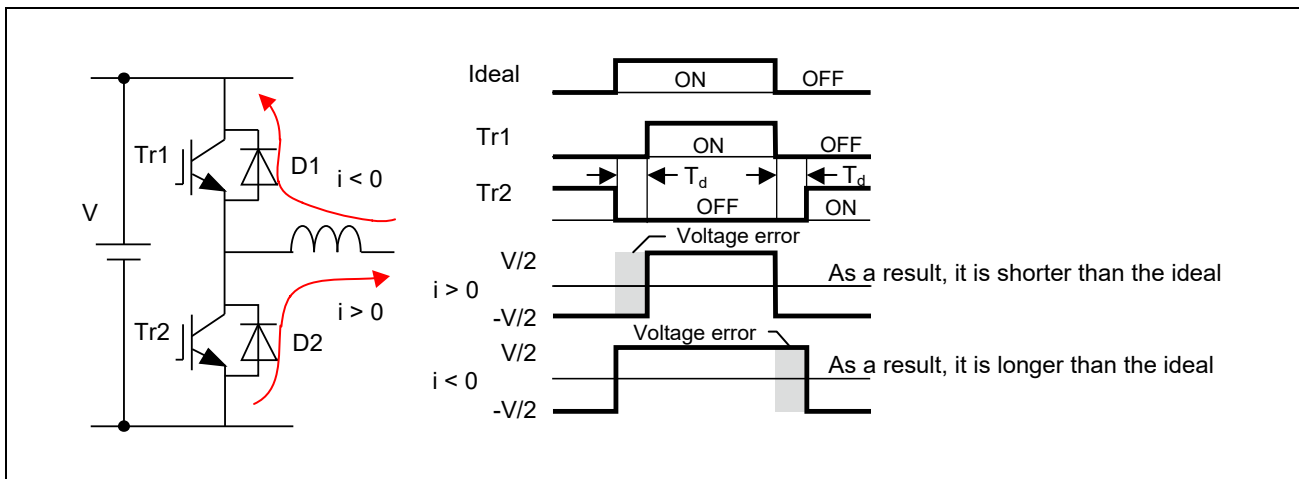 Ideal
ON
OFF
Tr1
D1
i < 0
V
Tr2
D2
i > 0
Tr1
ON
OFF
Td
Td
Tr2
OFF
ON
Voltage error
V/2
i > 0
-V/2
As a result, it is shorter than the ideal
Voltage error
V/2
i < 0
-V/2
As a result, it is longer than the ideal